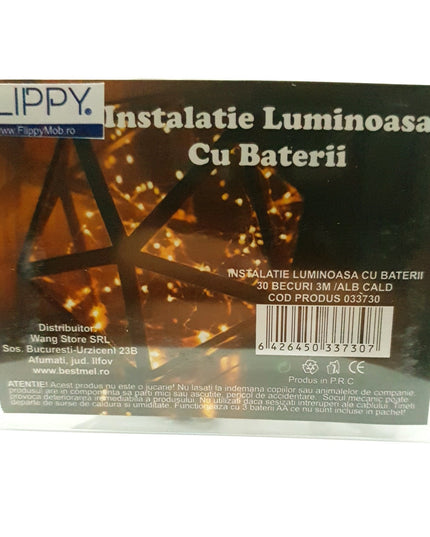 FLIPPY.
www.FlippyMob.ro
Instalatie Luminoasa
Cu Baterii
INSTALATIE LUMINOASA CU BATERII
30 BECURI 3M /ALB CALD
COD PRODUS 033730
6 426450 337307
Produs in P.R.C
Distribuitor:
Wang Store SRL
Sos. Bucuresti-Urziceni 23B
Afumati, jud. Ilfov
www.bestmel.ro
ATENTIE! Acest produs nu este o jucarie! Nu lasati la indemana copiilor sau animalelor de companie,
produsul are in componenta sa parti mici sau ascutite, pericol de accidentare. Socul mecanic poate
provoca deteriorarea iremediabila a produsului. Nu utilizati daca sesizati intreruperi ale cablului. Tineti
departe de surse de caldura si umiditate. Functioneaza cu 3 baterii AA ce nu sunt incluse in pachet!